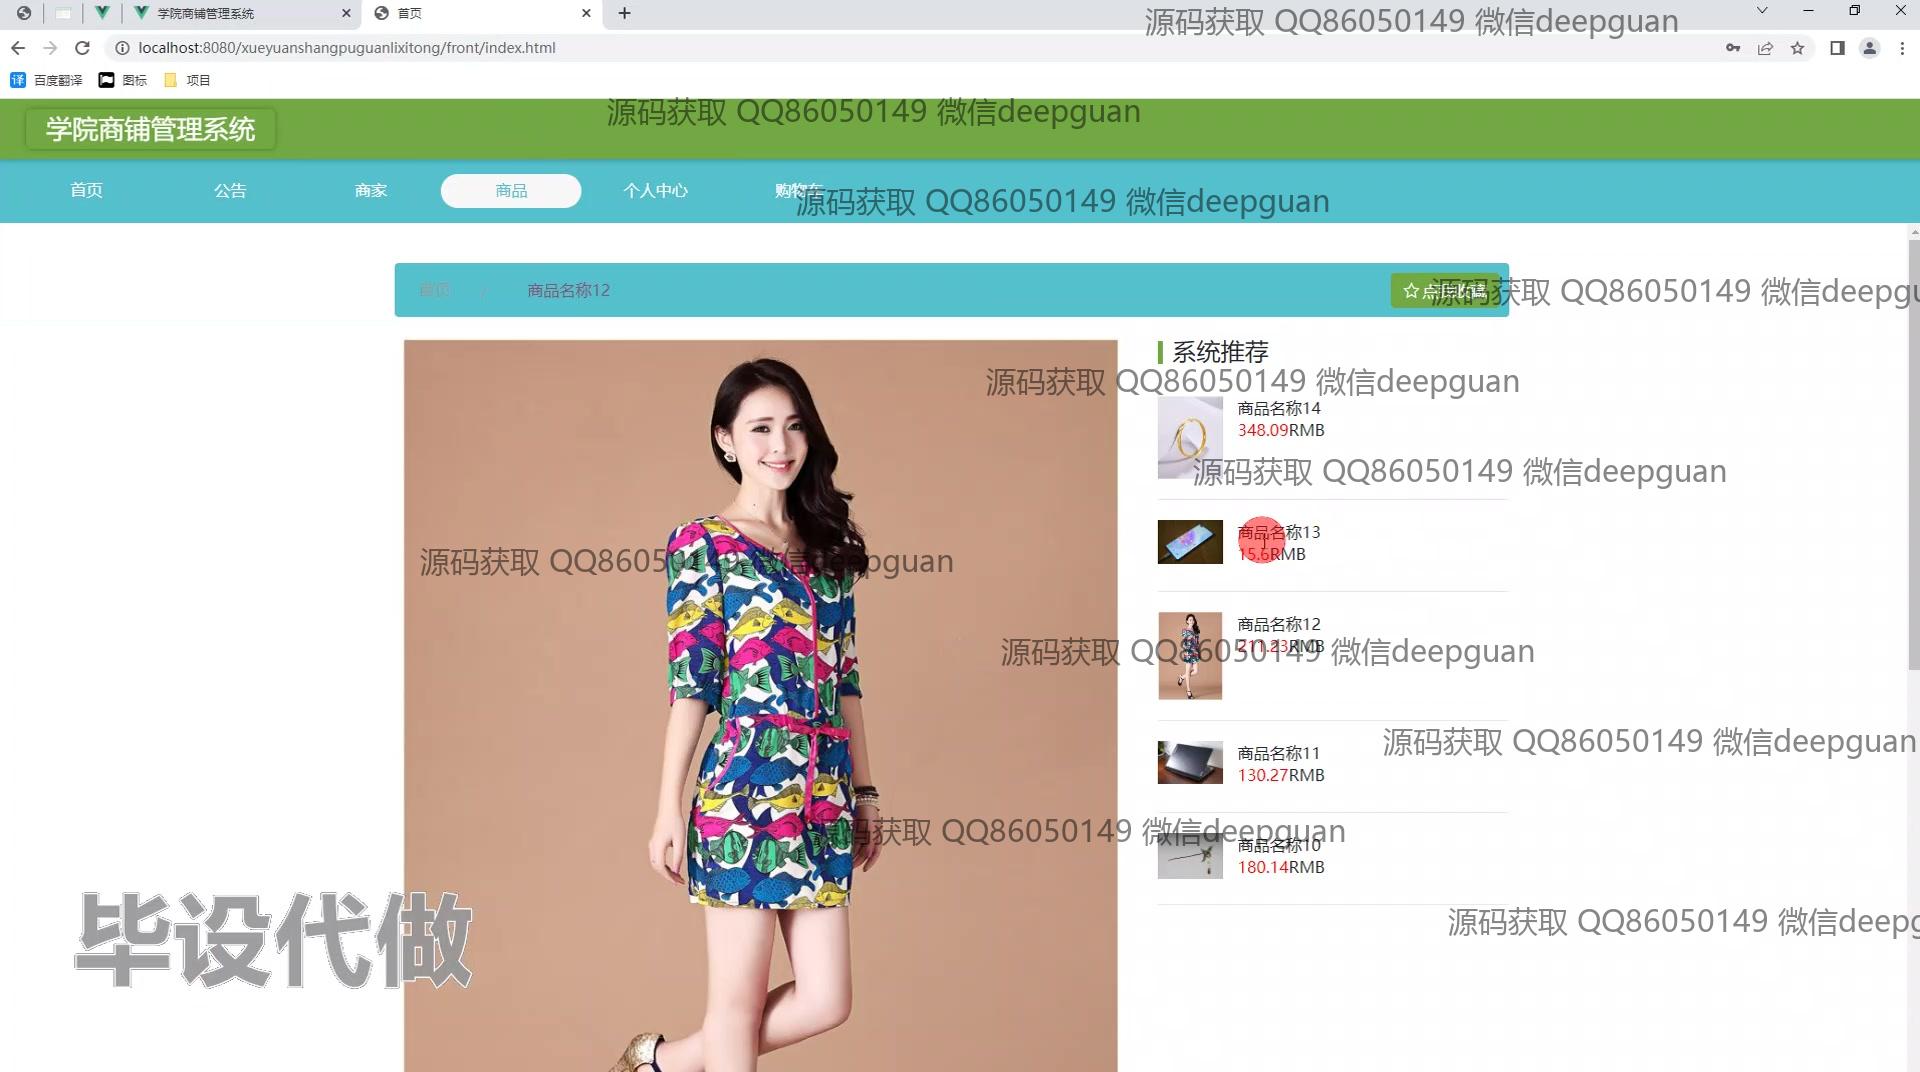 学院商铺管理系统
首页
源码获取 QQ86050149 微信deepguan
localhost:8080/xueyuanshangpuguanlixitong/front/index.html
百度翻译
图标
项目
源码获取 QQ86050149 微信deepguan
学院商铺管理系统
首页
公告
商家
商品
个人中心
购物车
源码获取 QQ86050149 微信deepguan
首页 / 商品名称12
源码获取 QQ86050149 微信deepgu
系统推荐
源码获取 QQ86050149 微信deepguan
商品名称14
348.09RMB
源码获取 QQ86050149 微信deepguan
商品名称13
15.6RMB
源码获取 QQ86050149 微信deepguan
商品名称12
211.23RMB
源码获取 QQ86050149 微信deepguan
源码获取 QQ86050149 微信deepguan
商品名称11
130.27RMB
源码获取 QQ86050149 微信deepguan
商品名称10
180.14RMB
源码获取 QQ86050149 微信deepg
毕设代做